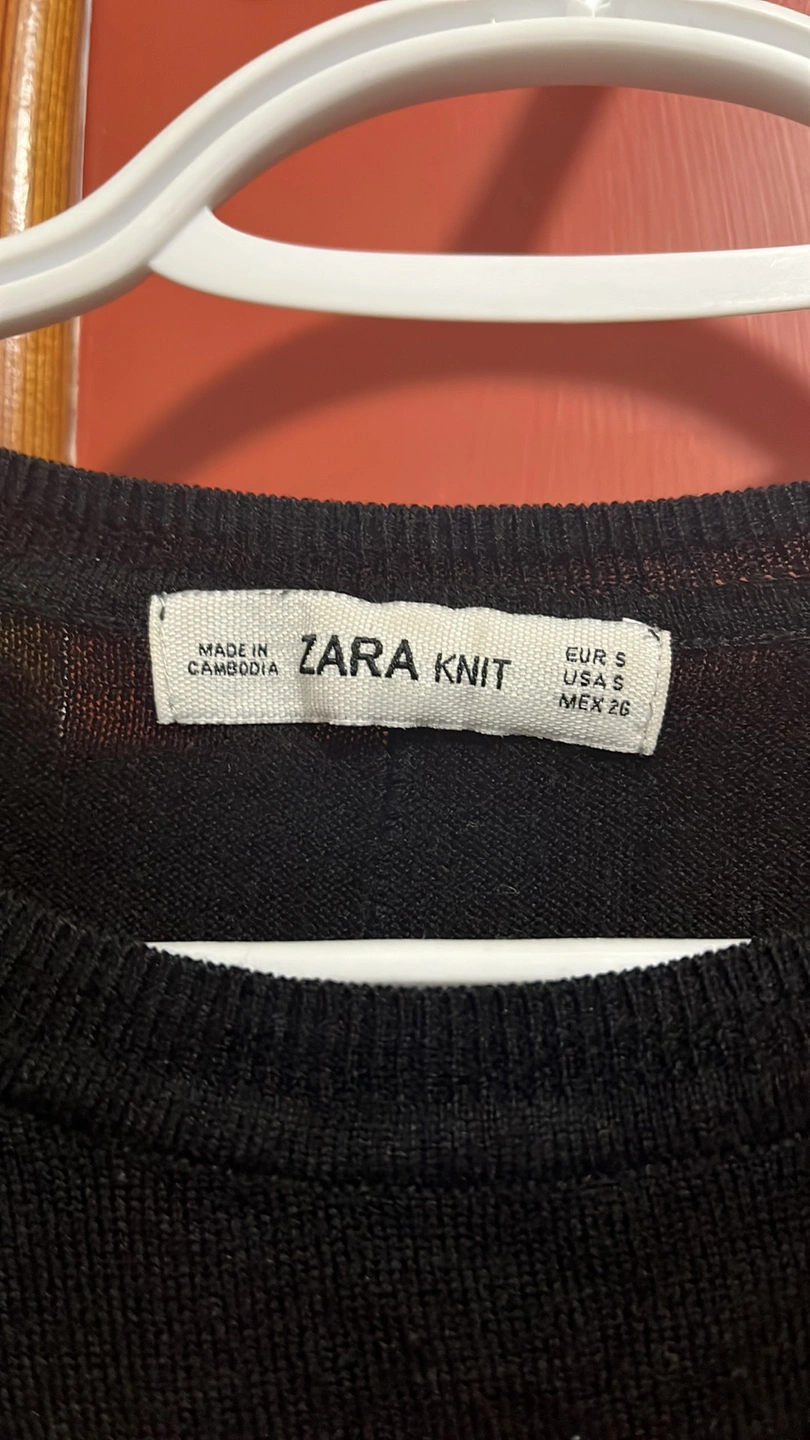 MADE IN
CAMBODIA
ZARA KNIT
EUR S
USA S
MEX 26